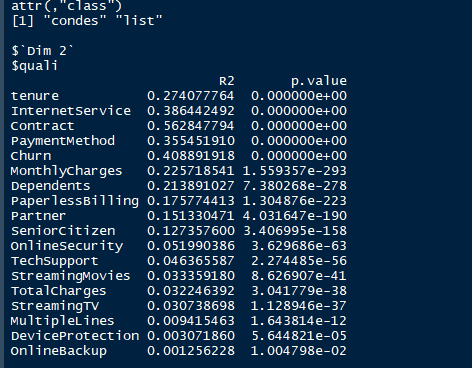 attr(,"class")
[1] "condes" "list"
$`Dim 2`
$quali
R2 p.value
tenure 0.274077764 0.000000e+00
InternetService 0.386442492 0.000000e+00
Contract 0.562847794 0.000000e+00
PaymentMethod 0.355451910 0.000000e+00
Churn 0.408891918 0.000000e+00
MonthlyCharges 0.225718541 1.559357e-293
Dependents 0.213891027 7.380268e-278
PaperlessBilling 0.175774413 1.304876e-223
Partner 0.151330471 4.031647e-190
SeniorCitizen 0.127357600 3.406995e-158
OnlineSecurity 0.051990386 3.629686e-63
TechSupport 0.046365587 2.274485e-56
StreamingMovies 0.033359180 8.626907e-41
TotalCharges 0.032246392 3.041779e-38
StreamingTV 0.030738698 1.128946e-37
MultipleLines 0.009415463 1.643814e-12
DeviceProtection 0.003071860 5.644821e-05
OnlineBackup 0.001256228 1.004798e-02